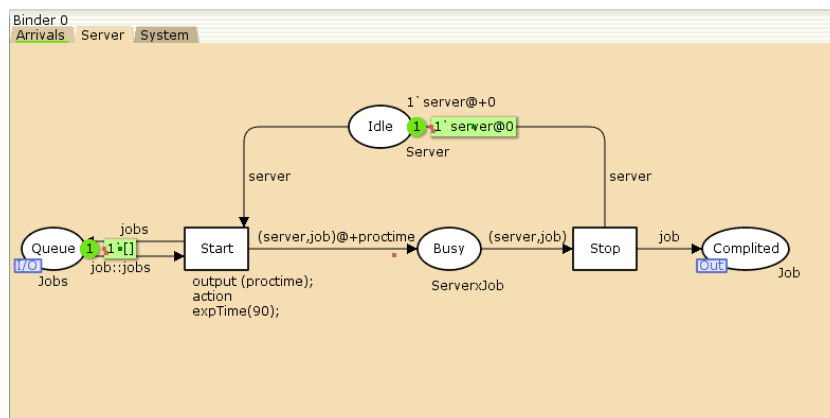 Binder 0
Arrivals Server System
1`server@+0
Idle 1 1`server@0
Server
server server
jobs (server,job)@+proctime (server,job) job
Queue 1 1`[] Start Busy Stop Complited
I/O job::jobs Out
Jobs output (proctime); ServerxJob Job
action
expTime(90);